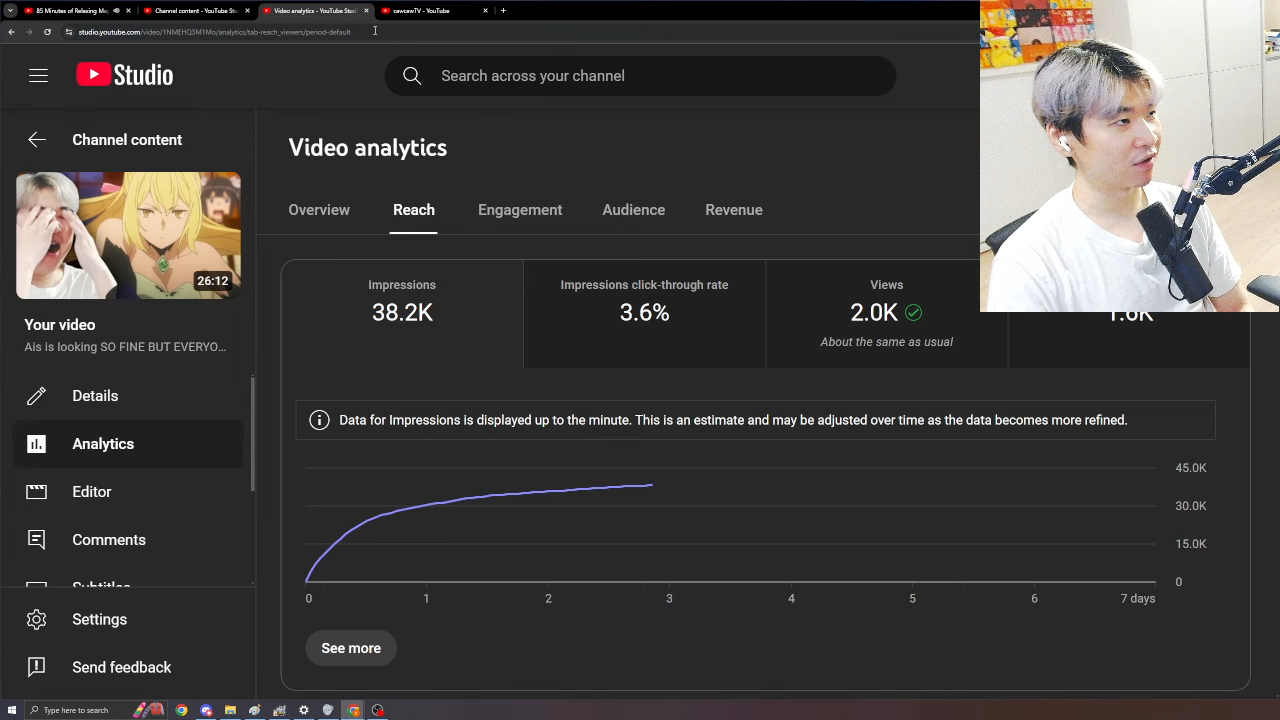 85 Minutes of Relaxing Mu
Channel content - YouTube Stu
Video analytics - YouTube Stud
cawcawTV - YouTube
studio.youtube.com/video/1NMEHQ3M1Mo/analytics/tab-reach_viewers/period-default
Studio
Search across your channel
Channel content
26:12
Your video
Ais is looking SO FINE BUT EVERYO...
Details
Analytics
Editor
Comments
Subtitles
Settings
Send feedback
Video analytics
Overview
Reach
Engagement
Audience
Revenue
Impressions
38.2K
Impressions click-through rate
3.6%
Views
2.0K
About the same as usual
1.6K
Data for Impressions is displayed up to the minute. This is an estimate and may be adjusted over time as the data becomes more refined.
45.0K
30.0K
15.0K
0
0 1 2 3 4 5 6 7 days
See more
Type here to search